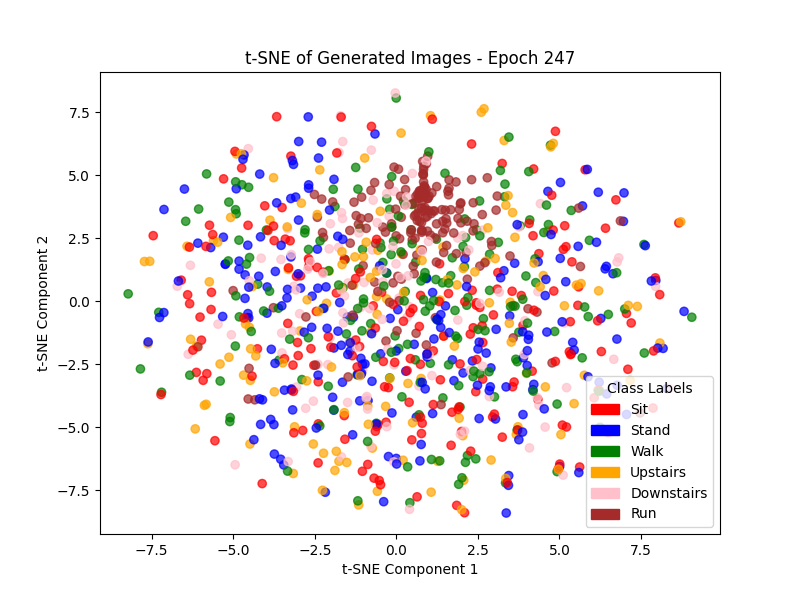 t-SNE of Generated Images - Epoch 247
t-SNE Component 2
7.5
5.0
2.5
0.0
−2.5
−5.0
−7.5
Class Labels
Sit
Stand
Walk
Upstairs
Downstairs
Run
−7.5 −5.0 −2.5 0.0 2.5 5.0 7.5
t-SNE Component 1